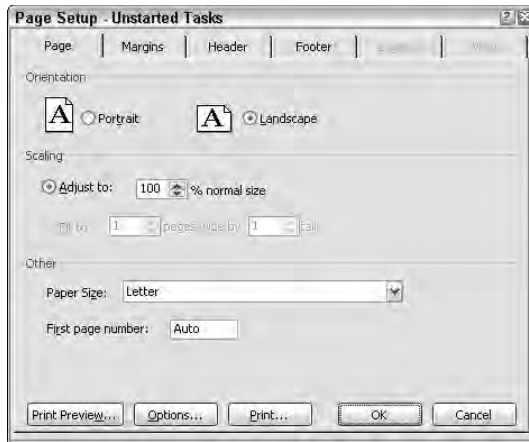 Page Setup - Unstarted Tasks
Page Margins Header Footer
Orientation
A Portrait A Landscape
Scaling
Adjust to: 100 % normal size
Fit to: 1 pages wide by 1 tall
Other
Paper Size: Letter
First page number: Auto
Print Preview... Options... Print... OK Cancel